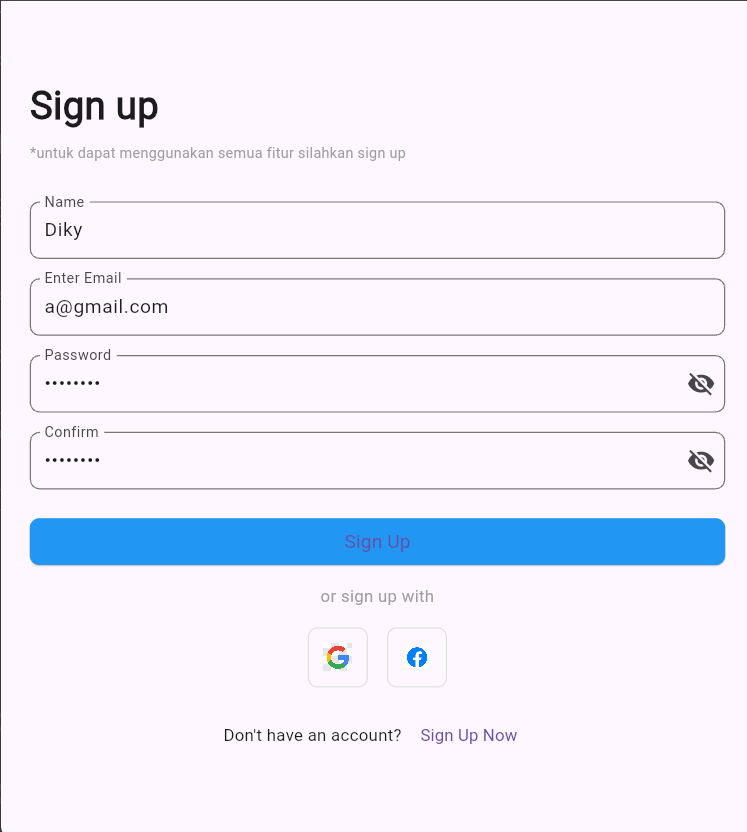 Sign up
*untuk dapat menggunakan semua fitur silahkan sign up
Name
Diky
Enter Email
a@gmail.com
Password
••••••••
Confirm
••••••••
Sign Up
or sign up with
Don't have an account? Sign Up Now